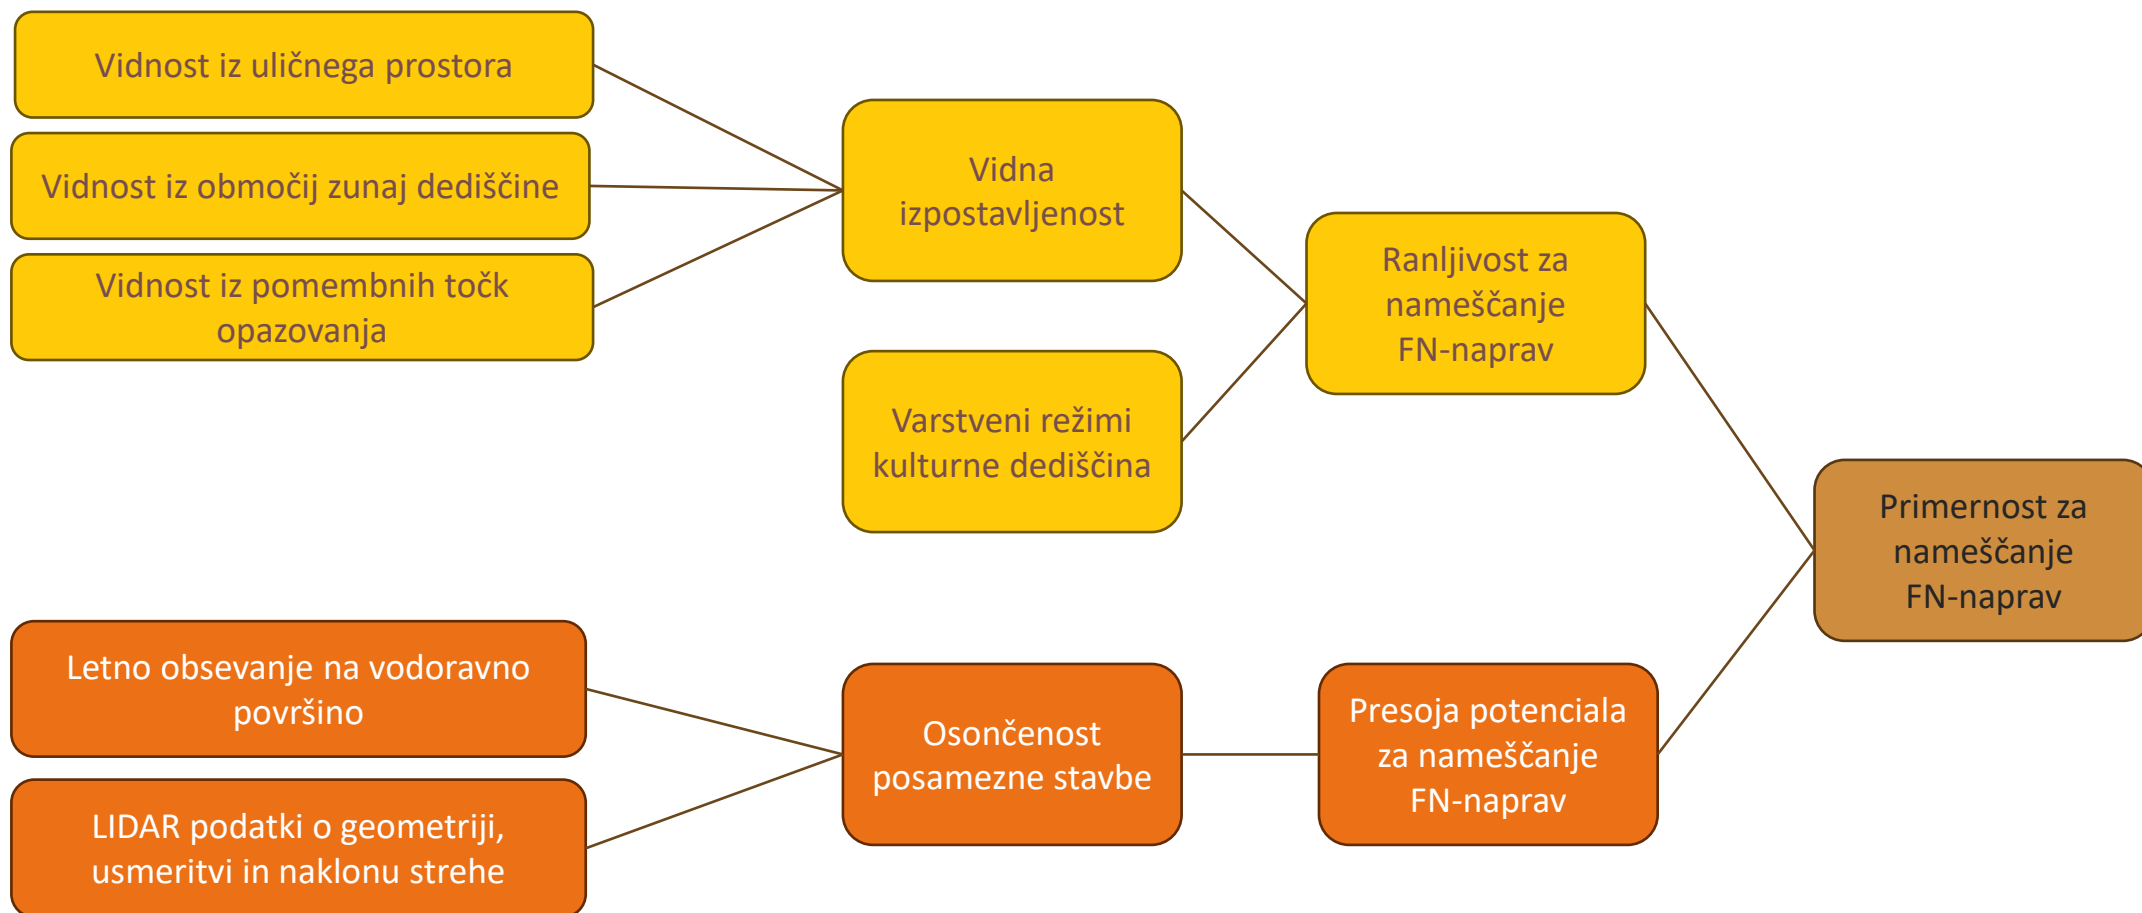 Vidnost iz uličnega prostora
Vidnost iz območij zunaj dediščine
Vidnost iz pomembnih točk
opazovanja
Vidna
izpostavljenost
Varstveni režimi
kulturne dediščina
Ranljivost za
nameščanje
FN-naprav
Primernost za
nameščanje
FN-naprav
Letno obsevanje na vodoravno
površino
LIDAR podatki o geometriji,
usmeritvi in naklonu strehe
Osončenost
posamezne stavbe
Presoja potenciala
za nameščanje
FN-naprav